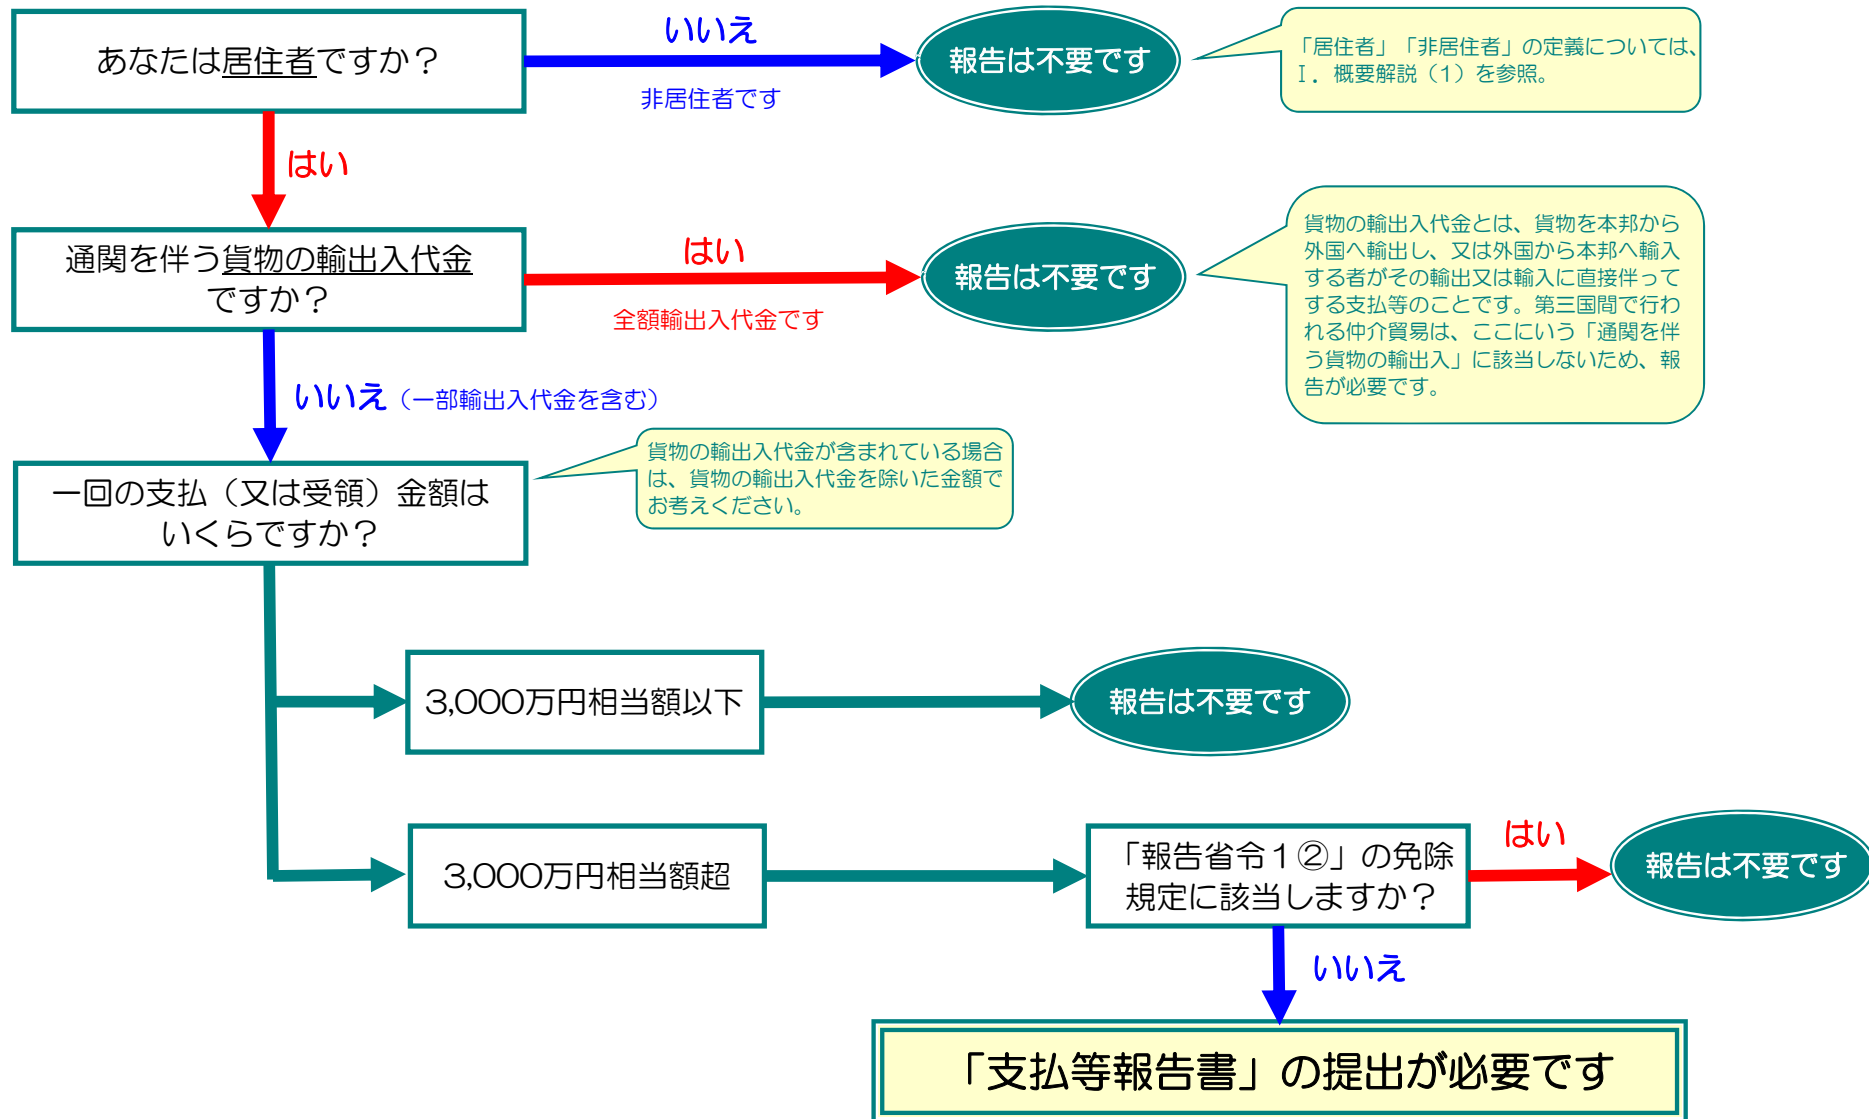 あなたは居住者ですか？
いいえ
非居住者です
報告は不要です
「居住者」「非居住者」の定義については、
Ⅰ．概要解説（1）を参照。
はい
通関を伴う貨物の輸出入代金
ですか？
はい
全額輸出入代金です
報告は不要です
貨物の輸出入代金とは、貨物を本邦から
外国へ輸出し、又は外国から本邦へ輸入
する者がその輸出又は輸入に直接伴って
する支払等のことです。第三国間で行わ
れる仲介貿易は、ここにいう「通関を伴
う貨物の輸出入」に該当しないため、報
告が必要です。
いいえ（一部輸出入代金を含む）
一回の支払（又は受領）金額は
いくらですか？
貨物の輸出入代金が含まれている場合
は、貨物の輸出入代金を除いた金額で
お考えください。
3,000万円相当額以下
報告は不要です
3,000万円相当額超
「報告省令１②」の免除
規定に該当しますか？
はい
報告は不要です
いいえ
「支払等報告書」の提出が必要です